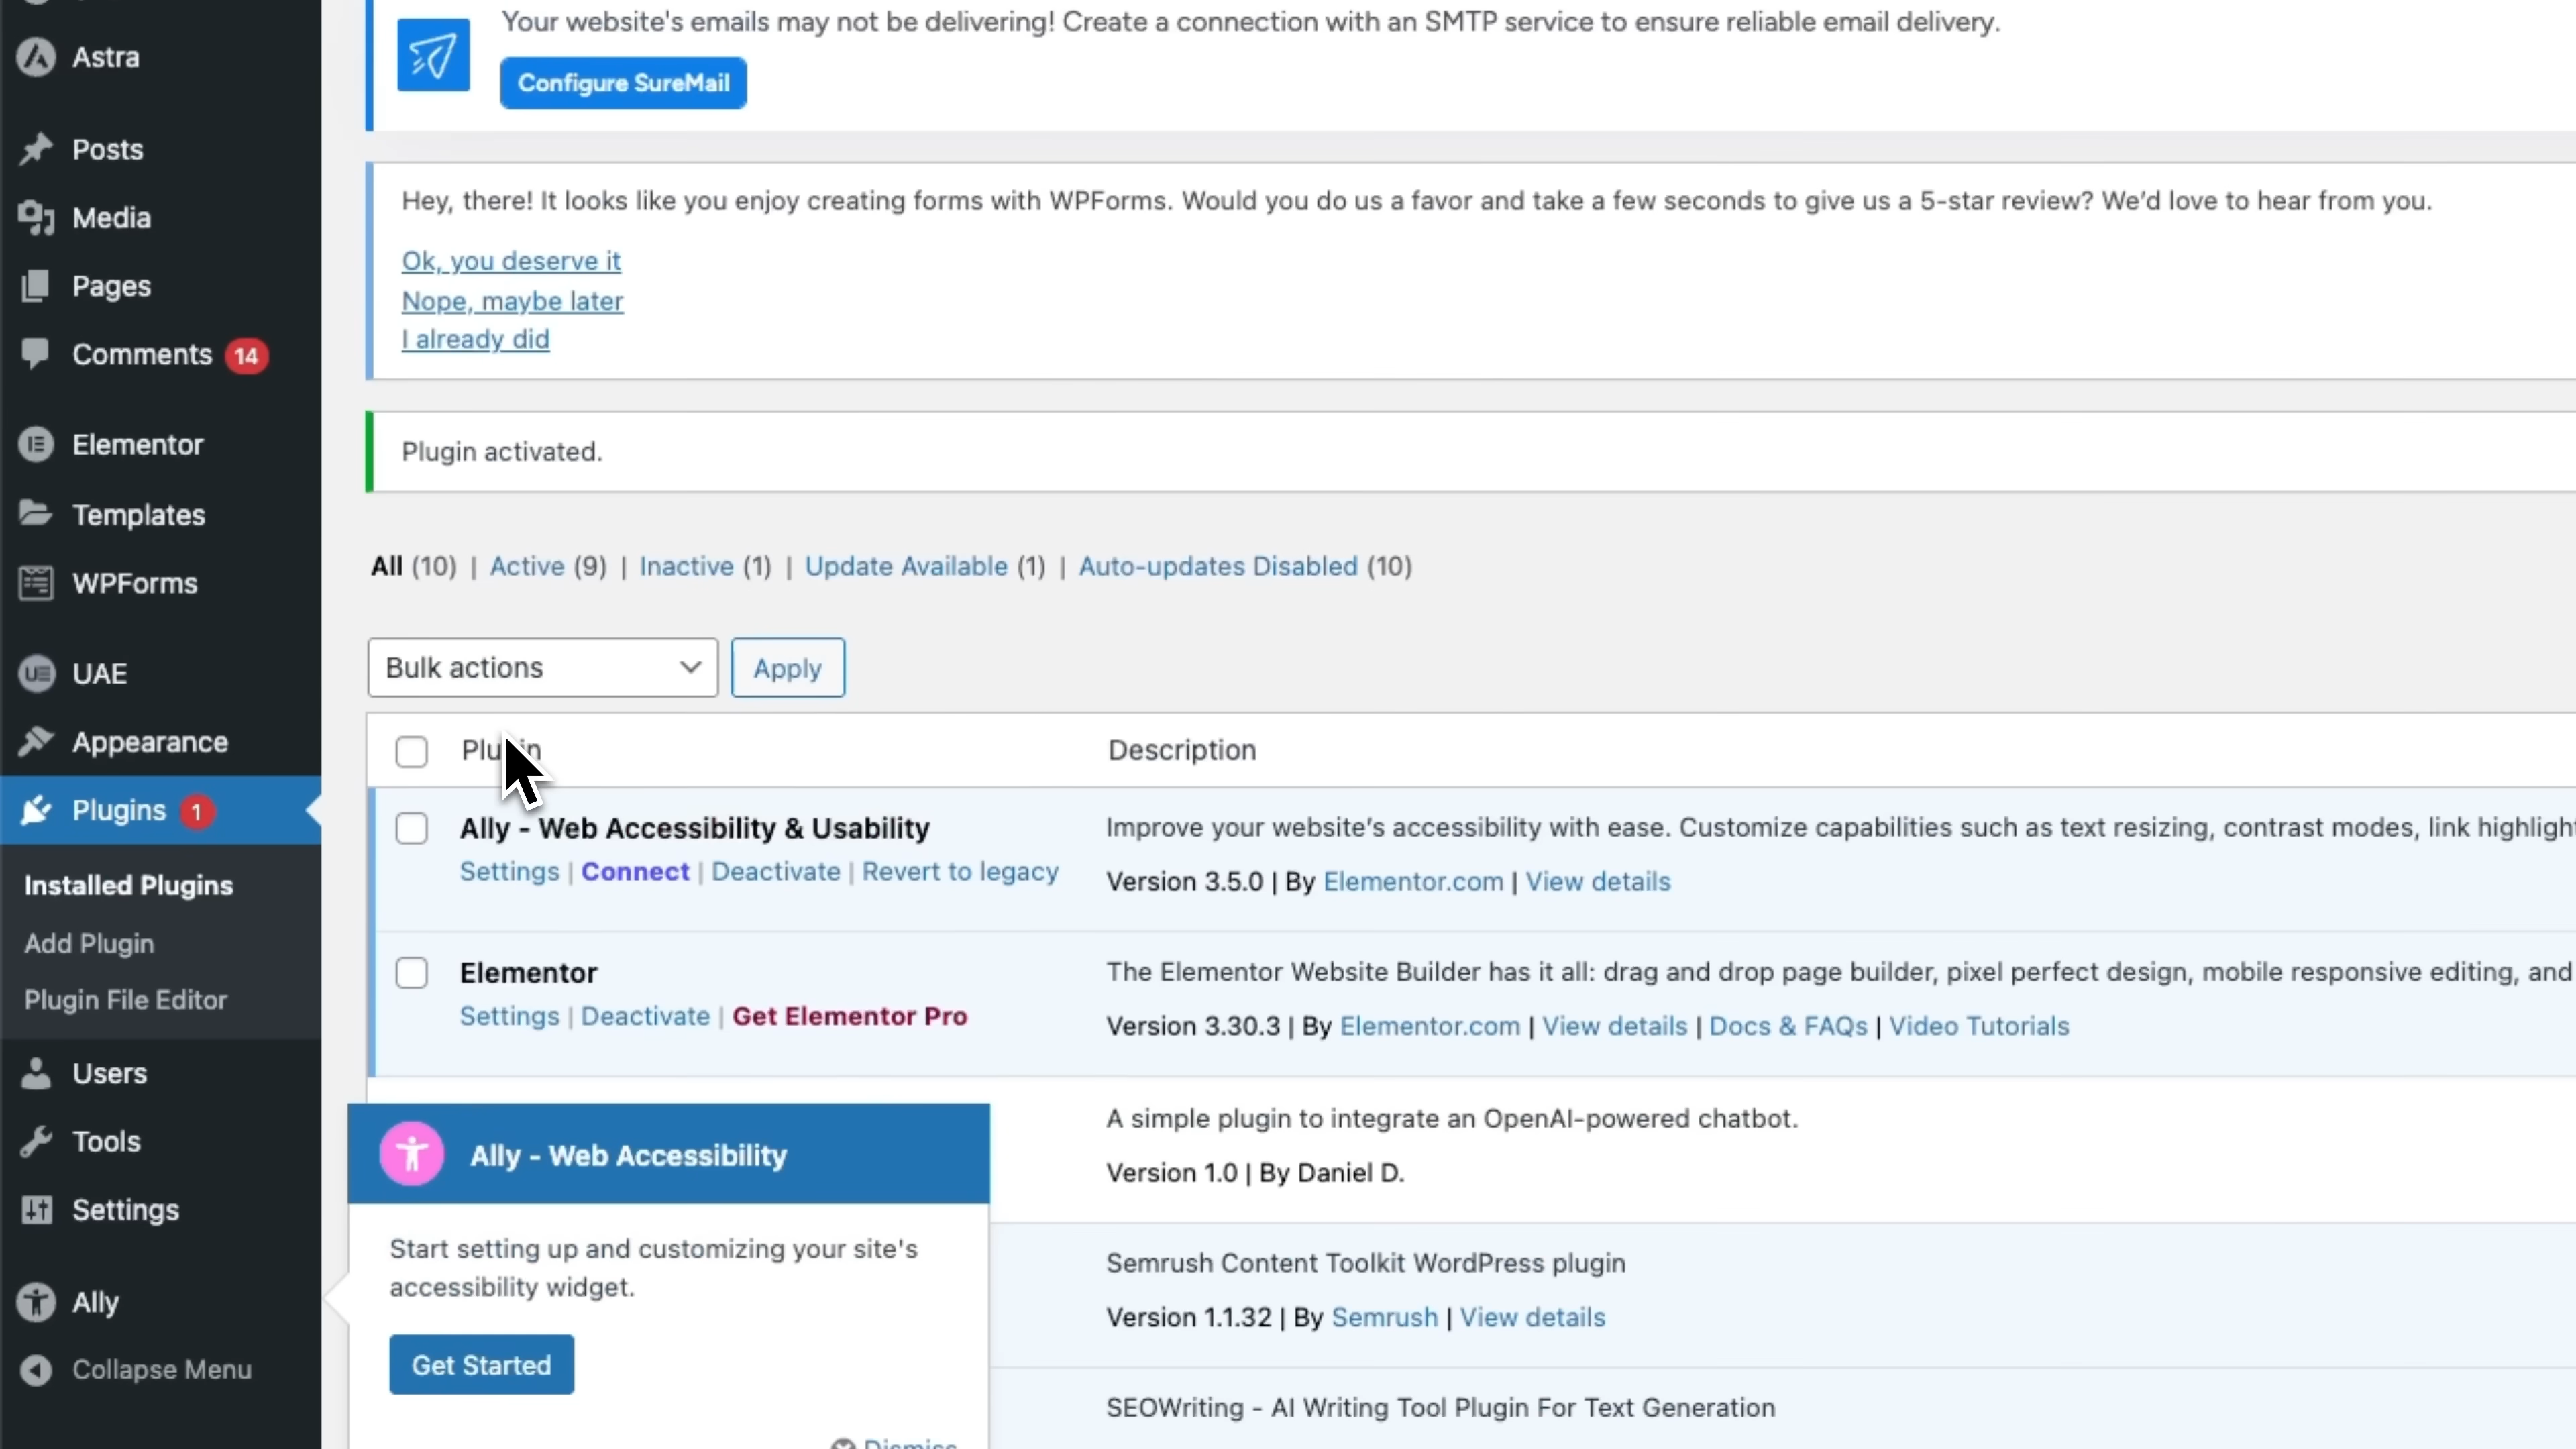 Astra
Posts
Media
Pages
Comments 14
Elementor
Templates
WPForms
UAE
Appearance
Plugins 1
Installed Plugins
Add Plugin
Plugin File Editor
Users
Tools
Settings
Ally
Collapse Menu
Your website's emails may not be delivering! Create a connection with an SMTP service to ensure reliable email delivery.
Configure SureMail
Hey, there! It looks like you enjoy creating forms with WPForms. Would you do us a favor and take a few seconds to give us a 5-star review? We’d love to hear from you.
Ok, you deserve it
Nope, maybe later
I already did
Plugin activated.
All (10) | Active (9) | Inactive (1) | Update Available (1) | Auto-updates Disabled (10)
Bulk actions Apply
Plugin Description
Ally - Web Accessibility & Usability
Settings | Connect | Deactivate | Revert to legacy
Improve your website’s accessibility with ease. Customize capabilities such as text resizing, contrast modes, link highlight
Version 3.5.0 | By Elementor.com | View details
Elementor
Settings | Deactivate | Get Elementor Pro
The Elementor Website Builder has it all: drag and drop page builder, pixel perfect design, mobile responsive editing, and
Version 3.30.3 | By Elementor.com | View details | Docs & FAQs | Video Tutorials
A simple plugin to integrate an OpenAI-powered chatbot.
Version 1.0 | By Daniel D.
Semrush Content Toolkit WordPress plugin
Version 1.1.32 | By Semrush | View details
SEOWriting - AI Writing Tool Plugin For Text Generation
Ally - Web Accessibility
Start setting up and customizing your site's
accessibility widget.
Get Started
Dismiss